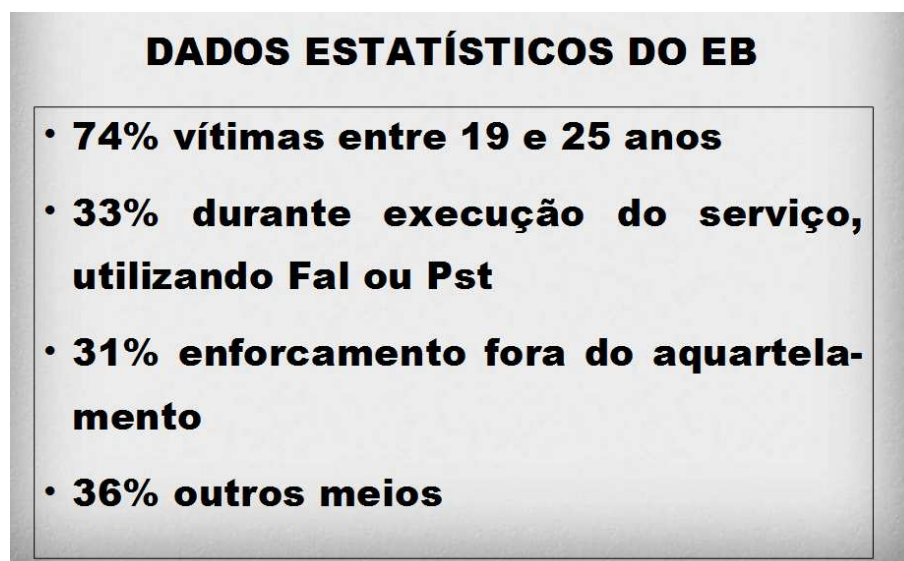 DADOS ESTATÍSTICOS DO EB
• 74% vítimas entre 19 e 25 anos
• 33% durante execução do serviço,
utilizando Fal ou Pst
• 31% enforcamento fora do aquartela-
mento
• 36% outros meios